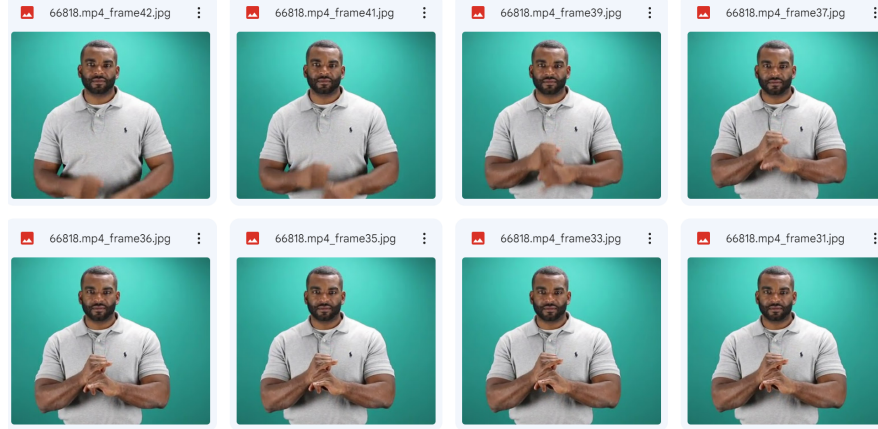 66818.mp4_frame42.jpg
66818.mp4_frame41.jpg
66818.mp4_frame39.jpg
66818.mp4_frame37.jpg
66818.mp4_frame36.jpg
66818.mp4_frame35.jpg
66818.mp4_frame33.jpg
66818.mp4_frame31.jpg